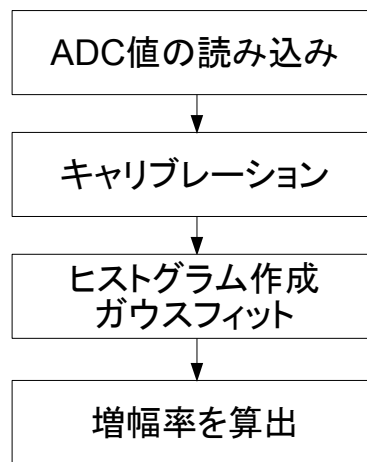 ADC値の読み込み
キャリブレーション
ヒストグラム作成
ガウスフィット
増幅率を算出